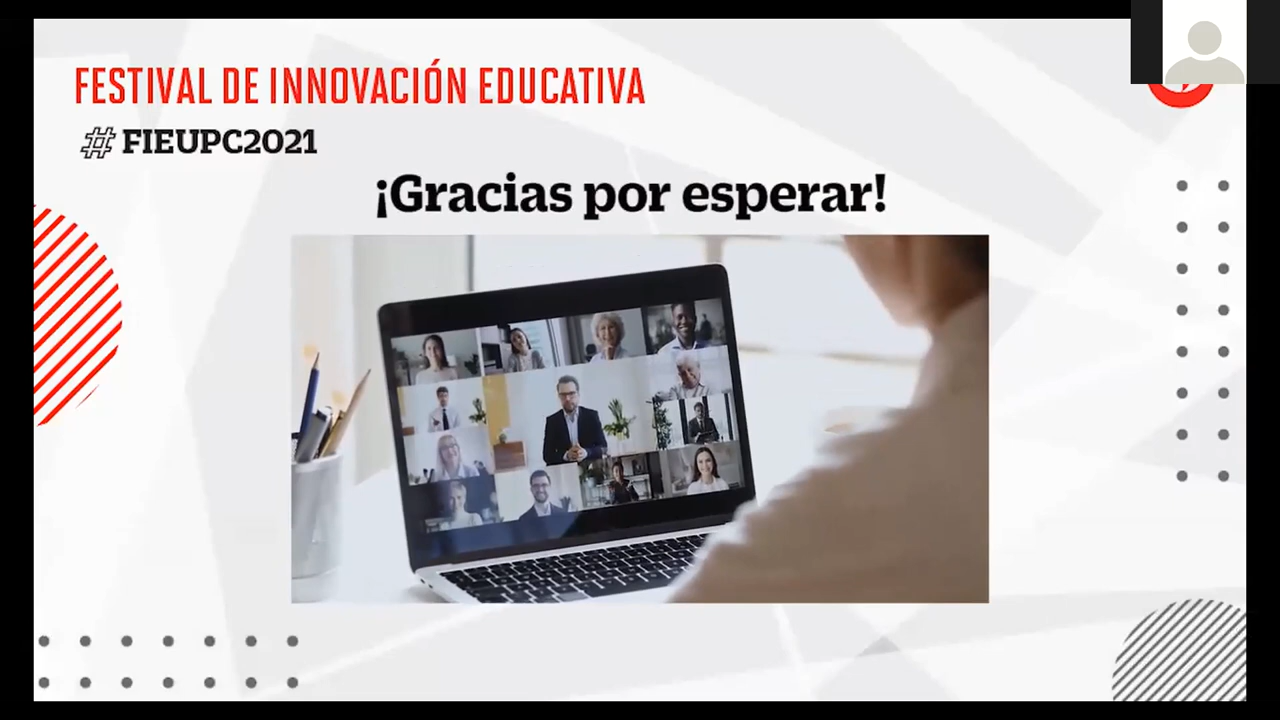 FESTIVAL DE INNOVACIÓN EDUCATIVA
#FIEUPC2021
¡Gracias por esperar!